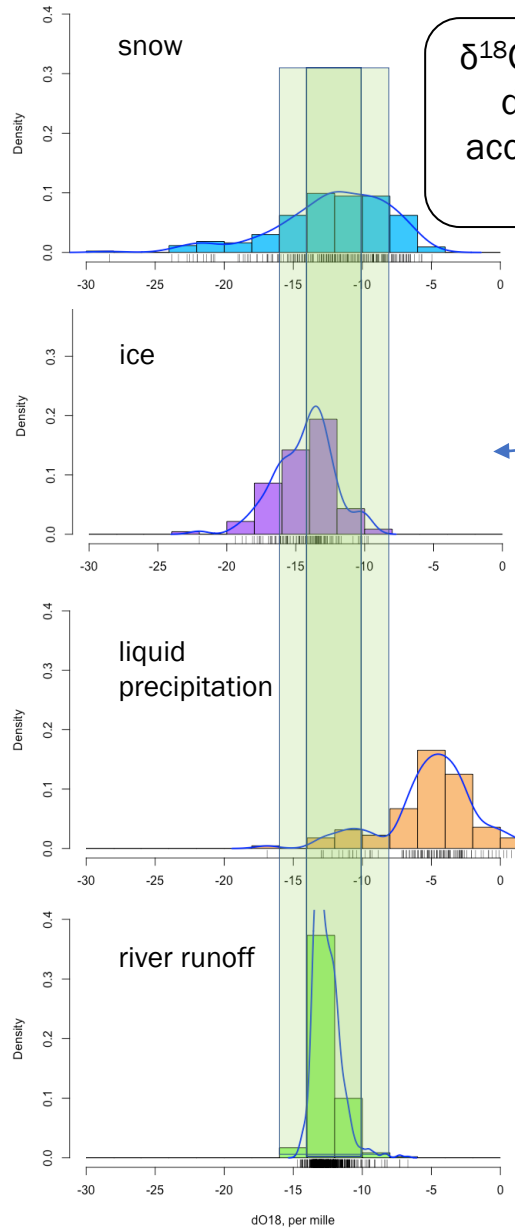 snow
δ¹⁸O
acc
Density
0.0 0.1 0.2 0.3 0.4
-30 -25 -20 -15 -10 -5 0
ice
Density
0.0 0.1 0.2 0.3
-30 -25 -20 -15 -10 -5 0
liquid
precipitation
Density
0.0 0.1 0.2 0.3 0.4
-30 -25 -20 -15 -10 -5 0
river runoff
Density
0.0 0.1 0.2 0.3 0.4
-30 -25 -20 -15 -10 -5 0
dO18, per mille